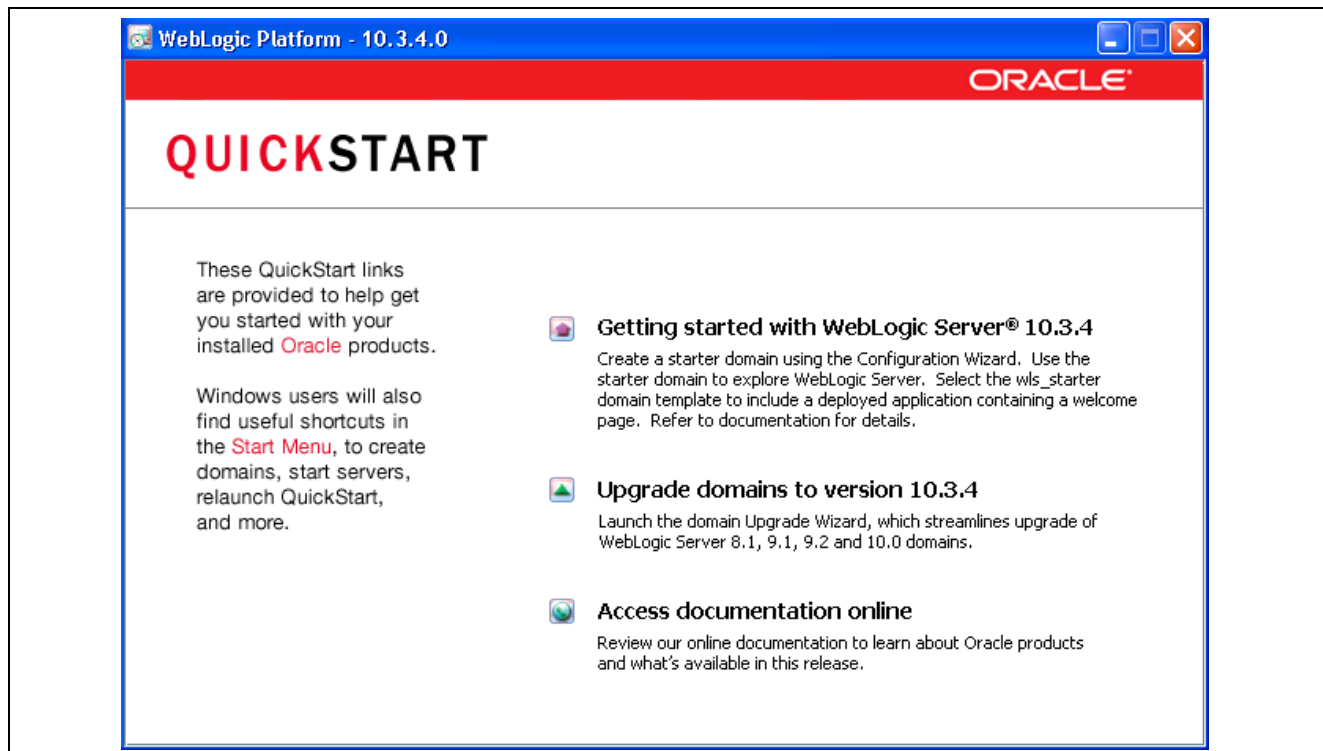 WebLogic Platform - 10.3.4.0
ORACLE®
QUICKSTART
These QuickStart links
are provided to help get
you started with your
installed Oracle products.
Windows users will also
find useful shortcuts in
the Start Menu, to create
domains, start servers,
relaunch QuickStart,
and more.
Getting started with WebLogic Server® 10.3.4
Create a starter domain using the Configuration Wizard. Use the
starter domain to explore WebLogic Server. Select the wls_starter
domain template to include a deployed application containing a welcome
page. Refer to documentation for details.
Upgrade domains to version 10.3.4
Launch the domain Upgrade Wizard, which streamlines upgrade of
WebLogic Server 8.1, 9.1, 9.2 and 10.0 domains.
Access documentation online
Review our online documentation to learn about Oracle products
and what's available in this release.